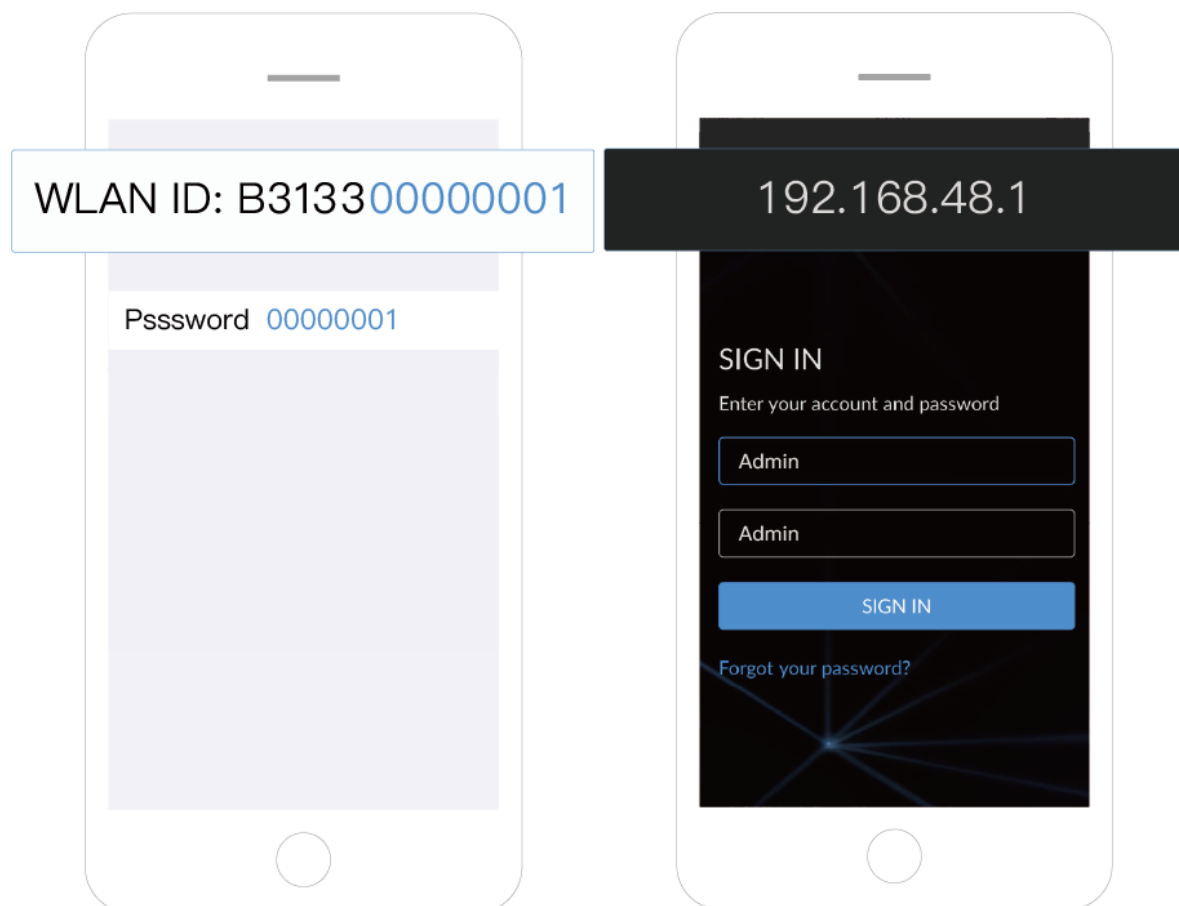 WLAN ID: B313300000001
Psssword 00000001
192.168.48.1
SIGN IN
Enter your account and password
Admin
Admin
SIGN IN
Forgot your password?